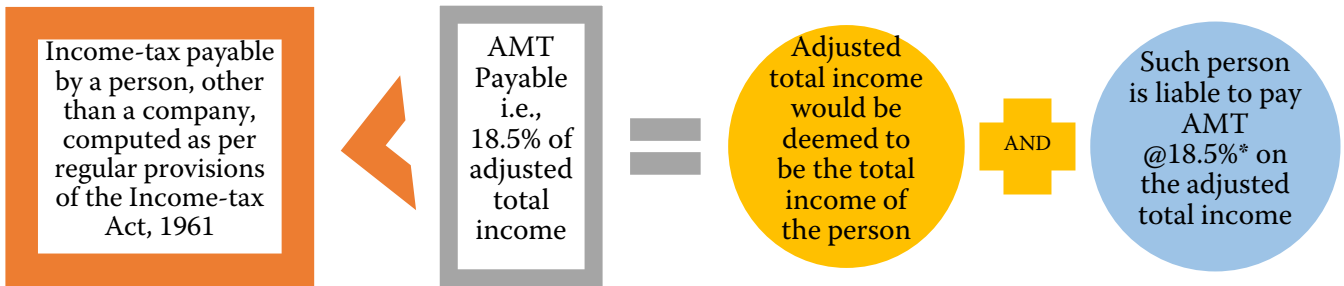 Income-tax payable
by a person, other
than a company,
computed as per
regular provisions
of the Income-tax
Act, 1961
AMT
Payable
i.e.,
18.5% of
adjusted
total
income
Adjusted
total income
would be
deemed to
be the total
income of
the person
AND
Such person
is liable to pay
AMT
@18.5%* on
the adjusted
total income